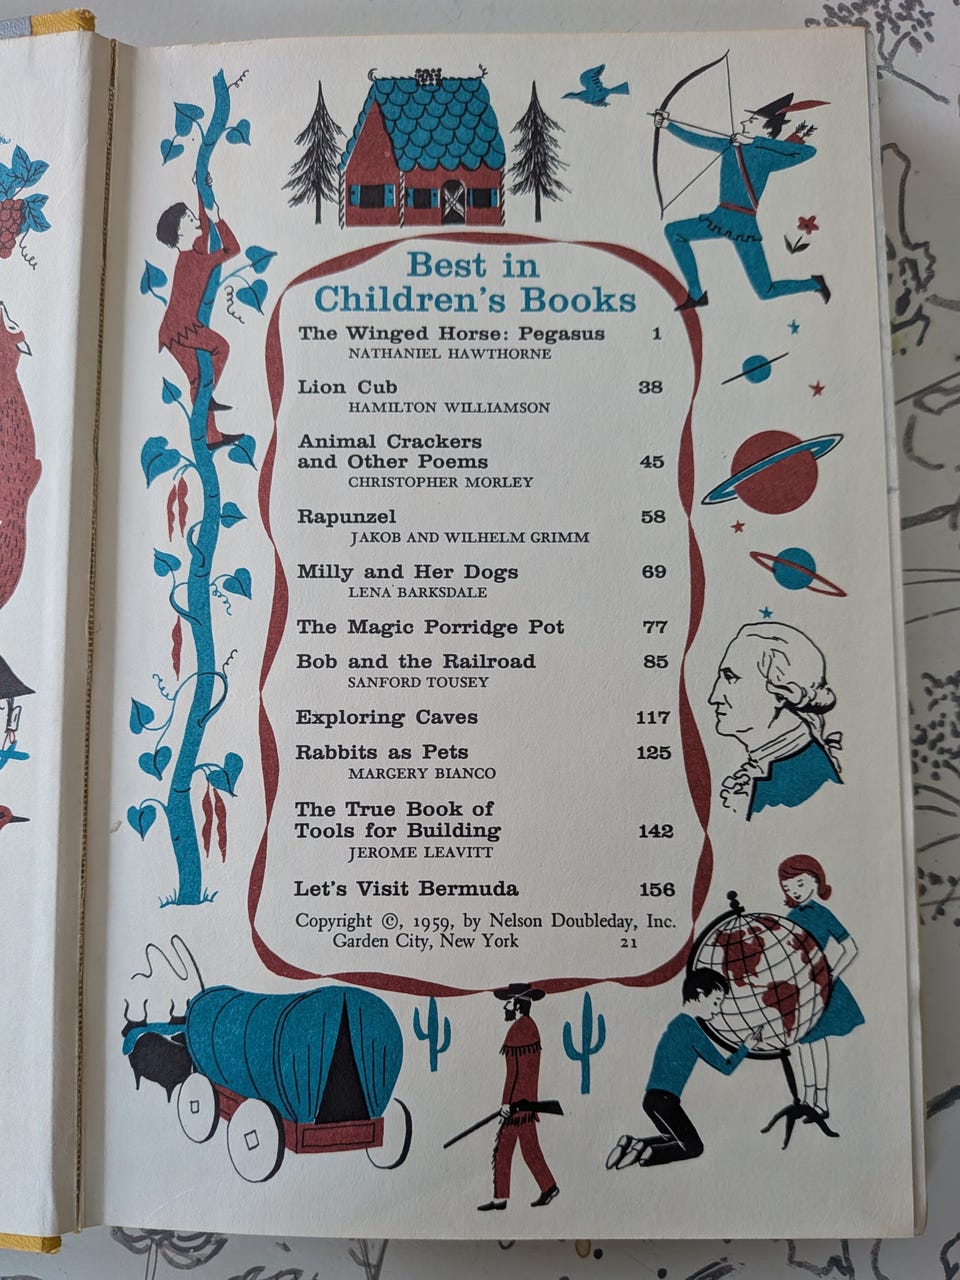 Best in
Children's Books
The Winged Horse: Pegasus 1
NATHANIEL HAWTHORNE
Lion Cub 38
HAMILTON WILLIAMSON
Animal Crackers
and Other Poems 45
CHRISTOPHER MORLEY
Rapunzel 58
JAKOB AND WILHELM GRIMM
Milly and Her Dogs 69
LENA BARKSDALE
The Magic Porridge Pot 77
Bob and the Railroad 85
SANFORD TOUSEY
Exploring Caves 117
Rabbits as Pets 125
MARGERY BIANCO
The True Book of
Tools for Building 142
JEROME LEAVITT
Let's Visit Bermuda 156
Copyright ©, 1959, by Nelson Doubleday, Inc.
Garden City, New York 21